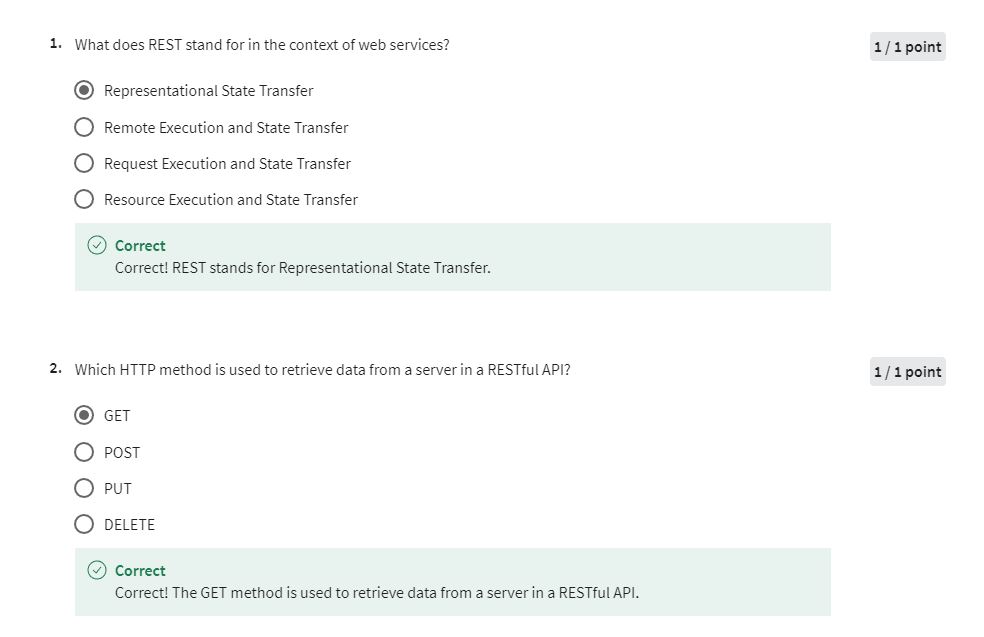 1. What does REST stand for in the context of web services?
1 / 1 point
Representational State Transfer
Remote Execution and State Transfer
Request Execution and State Transfer
Resource Execution and State Transfer
Correct
Correct! REST stands for Representational State Transfer.
2. Which HTTP method is used to retrieve data from a server in a RESTful API?
1 / 1 point
GET
POST
PUT
DELETE
Correct
Correct! The GET method is used to retrieve data from a server in a RESTful API.